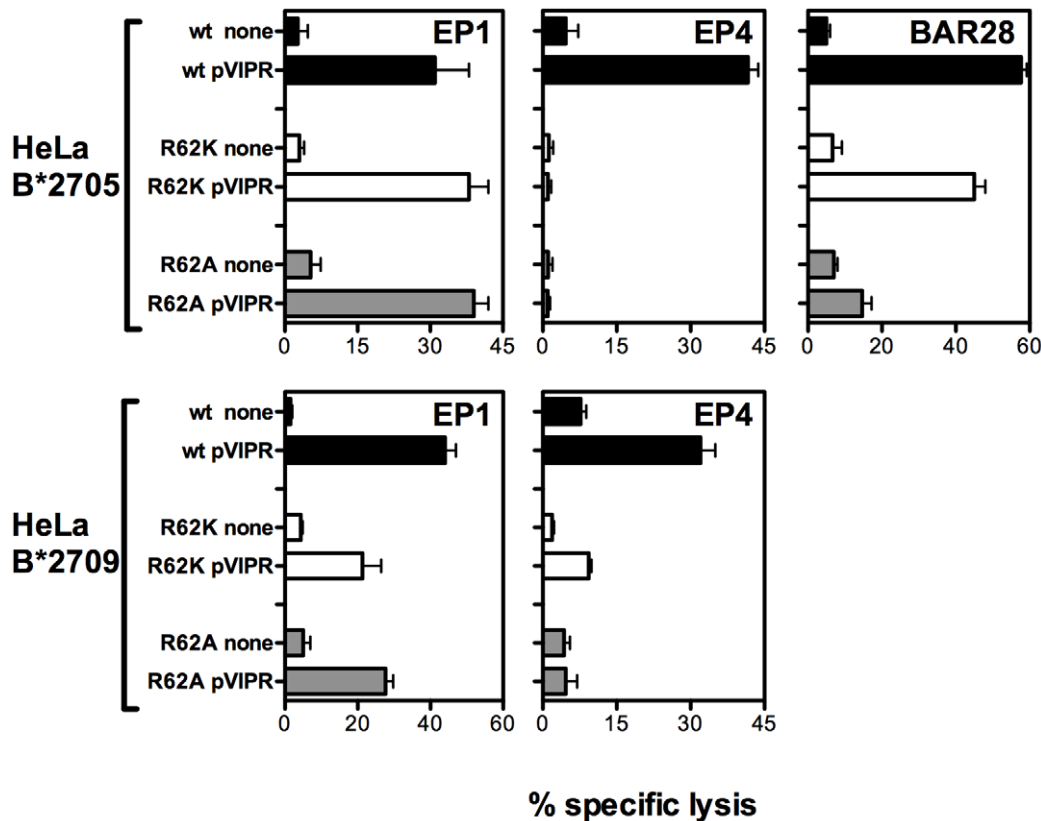 EP1 EP4 BAR28
wt none
wt pVIPR
R62K none
R62K pVIPR
R62A none
R62A pVIPR
HeLa
B*2705
0 15 30 45 0 15 30 45 0 20 40 60
EP1 EP4
wt none
wt pVIPR
R62K none
R62K pVIPR
R62A none
R62A pVIPR
HeLa
B*2709
0 20 40 60 0 15 30 45
% specific lysis